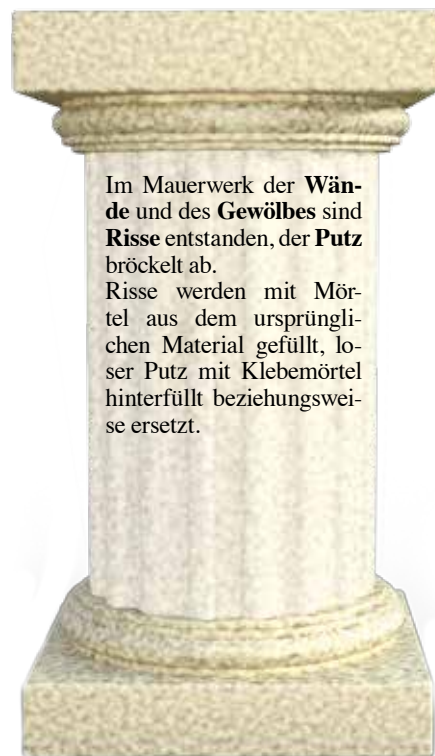 Im Mauerwerk der Wän-
de und des Gewölbes sind
Risse entstanden, der Putz
bröckelt ab.
Risse werden mit Mör-
tel aus dem ursprüngli-
chen Material gefüllt, lo-
ser Putz mit Klebemörtel
hinterfüllt beziehungswei-
se ersetzt.